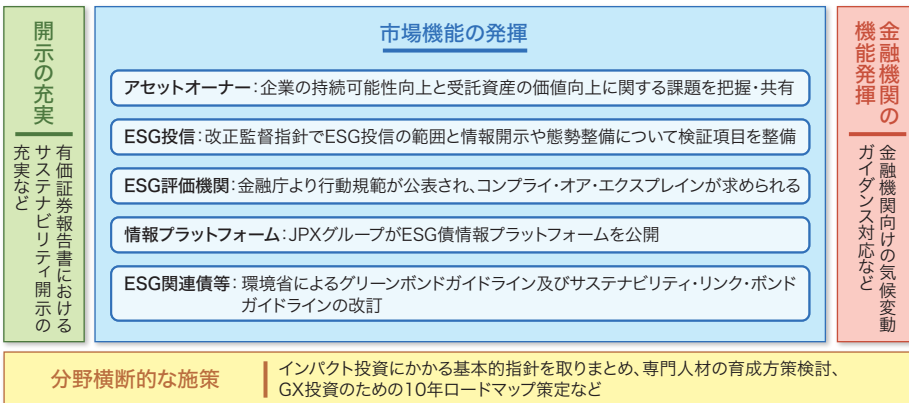 開示の充実
有価証券報告書における
サステナビリティ開示の
充実など
市場機能の発揮
アセットオーナー：企業の持続可能性向上と受託資産の価値向上に関する課題を把握・共有
ESG投信：改正監督指針でESG投信の範囲と情報開示や態勢整備について検証項目を整備
ESG評価機関：金融庁より行動規範が公表され、コンプライ・オア・エクスプレインが求められる
情報プラットフォーム：JPXグループがESG債情報プラットフォームを公開
ESG関連債等：環境省によるグリーンボンドガイドライン及びサステナビリティ・リンク・ボンド
ガイドラインの改訂
金融機関の
機能発揮
金融機関向けの気候変動
ガイダンス対応など
分野横断的な施策
インパクト投資にかかる基本的指針を取りまとめ、専門人材の育成方策検討、
GX投資のための10年ロードマップ策定など